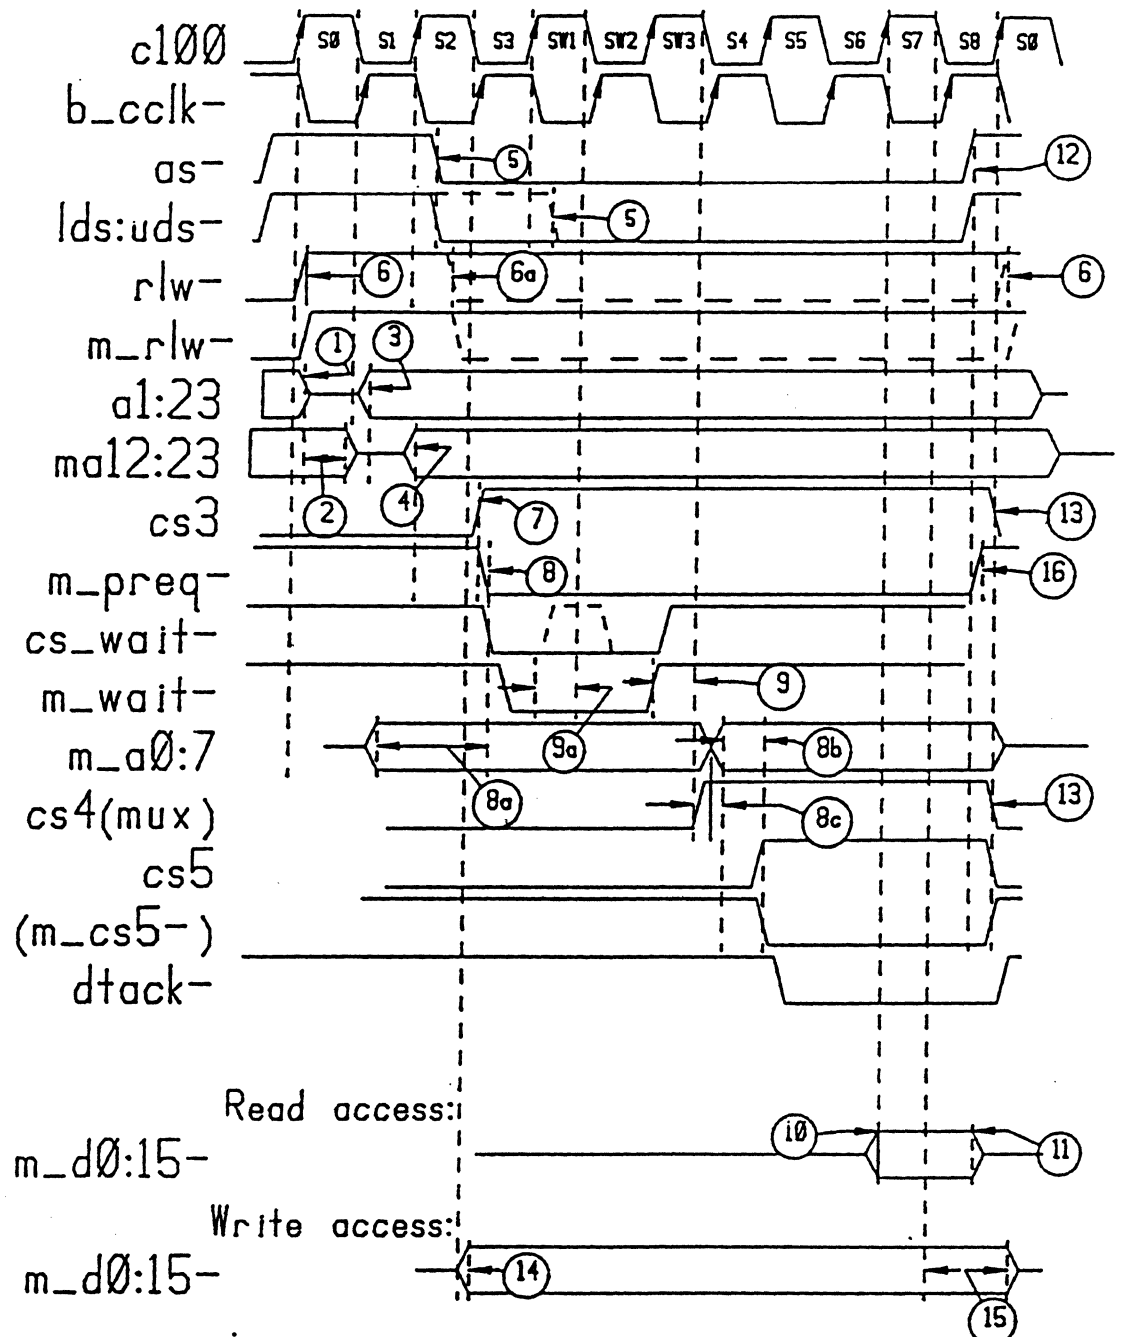 c100 S0 S1 S2 S3 SW1 SW2 SW3 S4 S5 S6 S7 S8 S0
b_cclk-
as- 5 12
lds:uds- 5
rlw- 6 6a 6
m_rlw-
1 3
a1:23
ma12:23
2 4
cs3 7 13
m_preq- 8 16
cs_wait-
m_wait- 9
m_a0:7 9a 8b
8a
cs4(mux) 8c 13
cs5
(m_cs5-)
dtack-
Read access:
m_d0:15- 10 11
Write access:
m_d0:15- 14
15